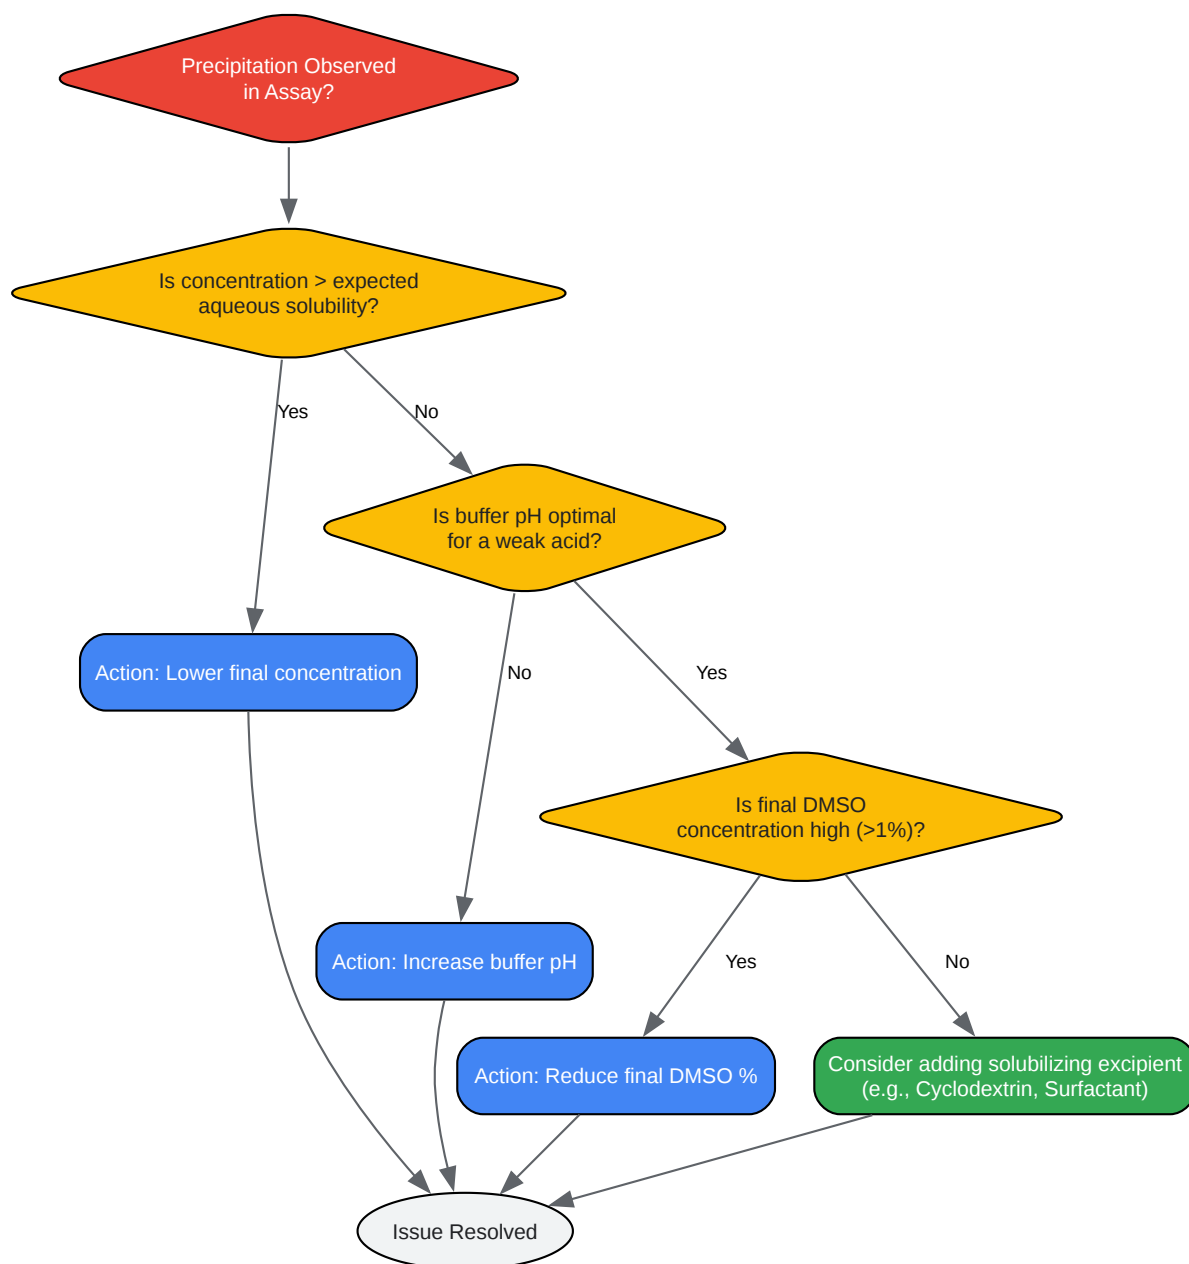 Precipitation Observed
in Assay?
Is concentration > expected
aqueous solubility?
Yes
No
Is buffer pH optimal
for a weak acid?
Action: Lower final concentration
No
Yes
Is final DMSO
concentration high (>1%)?
Action: Increase buffer pH
Yes
No
Action: Reduce final DMSO %
Consider adding solubilizing excipient
(e.g., Cyclodextrin, Surfactant)
Issue Resolved